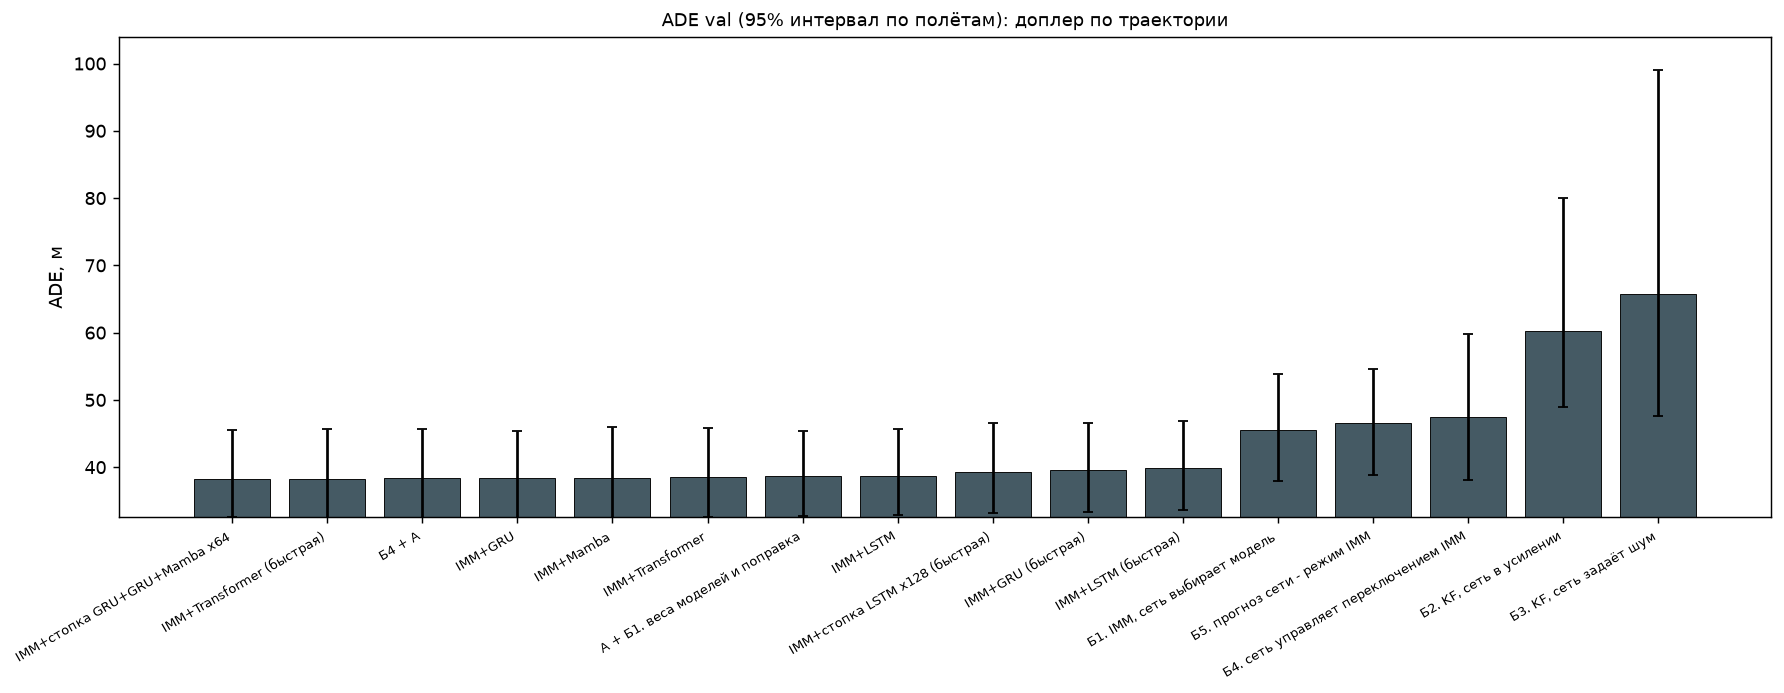 ADE val (95% интервал по полётам): доплер по траектории
ADE, м
100
90
80
70
60
50
40
IMM+стопка GRU+GRU+Mamba x64
IMM+Transformer (быстрая)
Б4 + А
IMM+GRU
IMM+Mamba
IMM+Transformer
А + Б1. веса моделей и поправка
IMM+LSTM
IMM+стопка LSTM x128 (быстрая)
IMM+GRU (быстрая)
IMM+LSTM (быстрая)
Б1. IMM, сеть выбирает модель
Б5. прогноз сети - режим IMM
Б4. сеть управляет переключением IMM
Б2. KF, сеть в усилении
Б3. KF, сеть задаёт шум